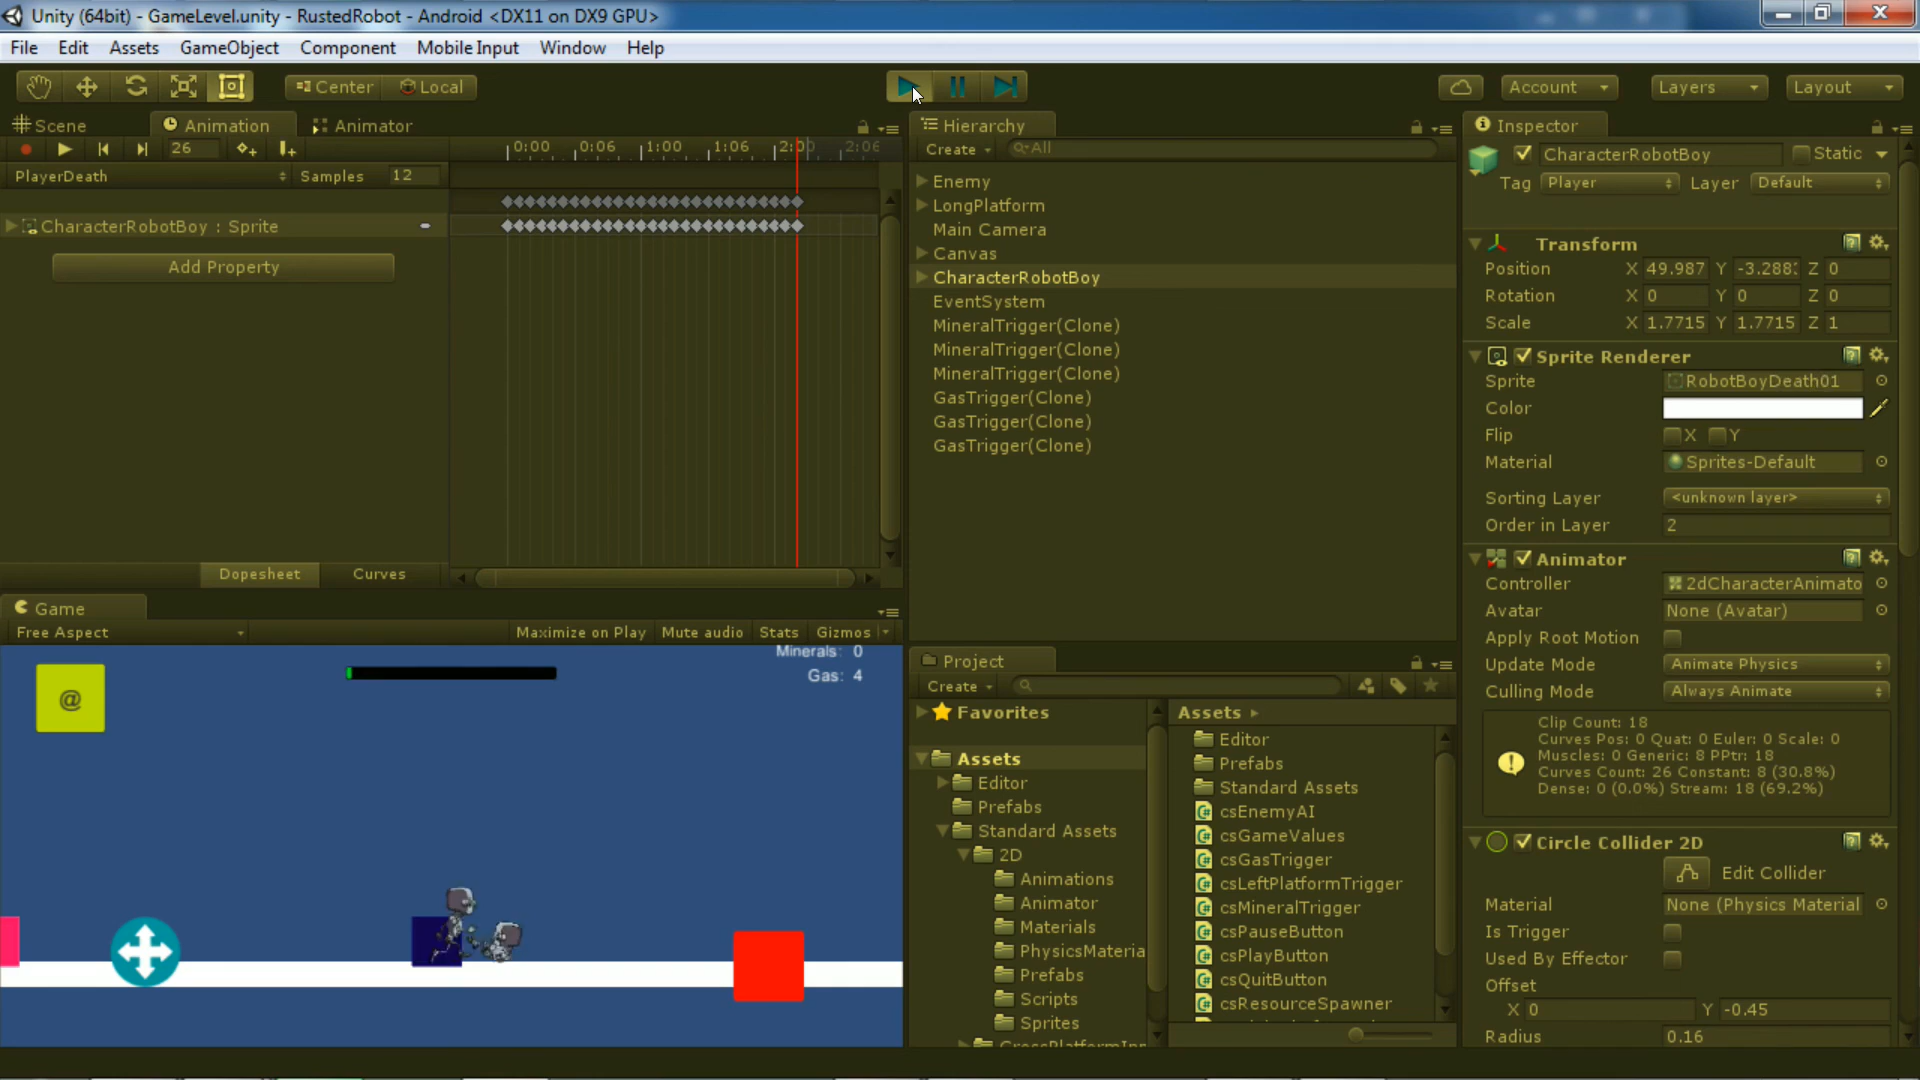 Unity (64bit) - GameLevel.unity - RustedRobot - Android <DX11 on DX9 GPU>
File Edit Assets GameObject Component Mobile Input Window Help
Center Local Account Layers Layout
Scene Animation Animator
26 0:00 0:06 1:00 1:06 2:00 2:06
PlayerDeath Samples 12
CharacterRobotBoy : Sprite
Add Property
Dopesheet Curves
Game
Free Aspect Maximize on Play Mute audio Stats Gizmos
Minerals: 0
Gas: 4
@
Hierarchy
Create All
Enemy
LongPlatform
Main Camera
Canvas
CharacterRobotBoy
EventSystem
MineralTrigger(Clone)
MineralTrigger(Clone)
MineralTrigger(Clone)
GasTrigger(Clone)
GasTrigger(Clone)
GasTrigger(Clone)
Project
Create
Favorites
Assets
Editor
Prefabs
Standard Assets
2D
Animations
Animator
Materials
PhysicsMateria
Prefabs
Scripts
Sprites
Assets
Editor
Prefabs
Standard Assets
csEnemyAI
csGameValues
csGasTrigger
csLeftPlatformTrigger
csMineralTrigger
csPauseButton
csPlayButton
csQuitButton
csResourceSpawner
Inspector
CharacterRobotBoy Static
Tag Player Layer Default
Transform
Position X 49.987 Y -3.288 Z 0
Rotation X 0 Y 0 Z 0
Scale X 1.7715 Y 1.7715 Z 1
Sprite Renderer
Sprite RobotBoyDeath01
Color
Flip X Y
Material Sprites-Default
Sorting Layer <unknown layer>
Order in Layer 2
Animator
Controller 2dCharacterAnimato
Avatar None (Avatar)
Apply Root Motion
Update Mode Animate Physics
Culling Mode Always Animate
Clip Count: 18
Curves Pos: 0 Quat: 0 Euler: 0 Scale: 0
Muscles: 0 Generic: 8 PPtr: 18
Curves Count: 26 Constant: 8 (30.8%)
Dense: 0 (0.0%) Stream: 18 (69.2%)
Circle Collider 2D
Edit Collider
Material None (Physics Material
Is Trigger
Used By Effector
Offset
X 0 Y -0.45
Radius 0.16